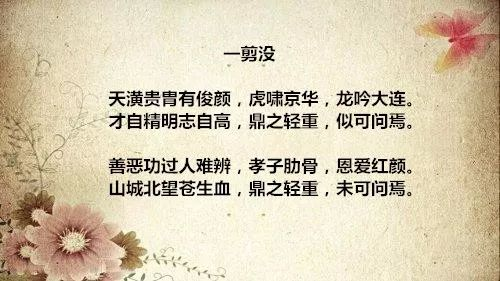 一剪没
天潢贵胄有俊颜，虎啸京华，龙吟大连。
才自精明志自高，鼎之轻重，似可问焉。
善恶功过人难辨，孝子肋骨，恩爱红颜。
山城北望苍生血，鼎之轻重，未可问焉。